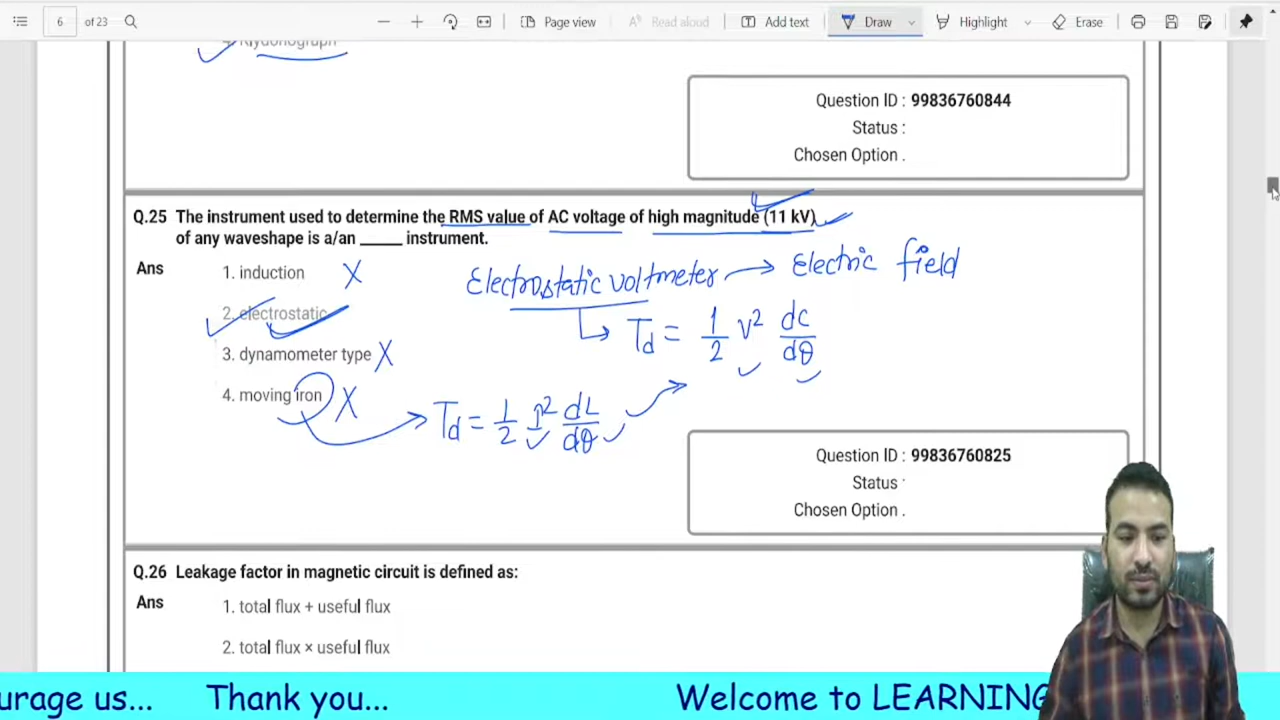 6 of 23
Page view
Read aloud
Add text
Draw
Highlight
Erase
Klydonograph
Question ID : 99836760844
Status :
Chosen Option .
Q.25 The instrument used to determine the RMS value of AC voltage of high magnitude (11 kV)
of any waveshape is a/an _____ instrument.
Ans
1. induction X
Electrostatic voltmeter → Electric field
2. electrostatic
Td = 1/2 V² dc/dθ
3. dynamometer type X
4. moving iron X
Td = 1/2 I² dL/dθ
Question ID : 99836760825
Status :
Chosen Option .
Q.26 Leakage factor in magnetic circuit is defined as:
Ans
1. total flux + useful flux
2. total flux × useful flux
urage us... Thank you... Welcome to LEARNING